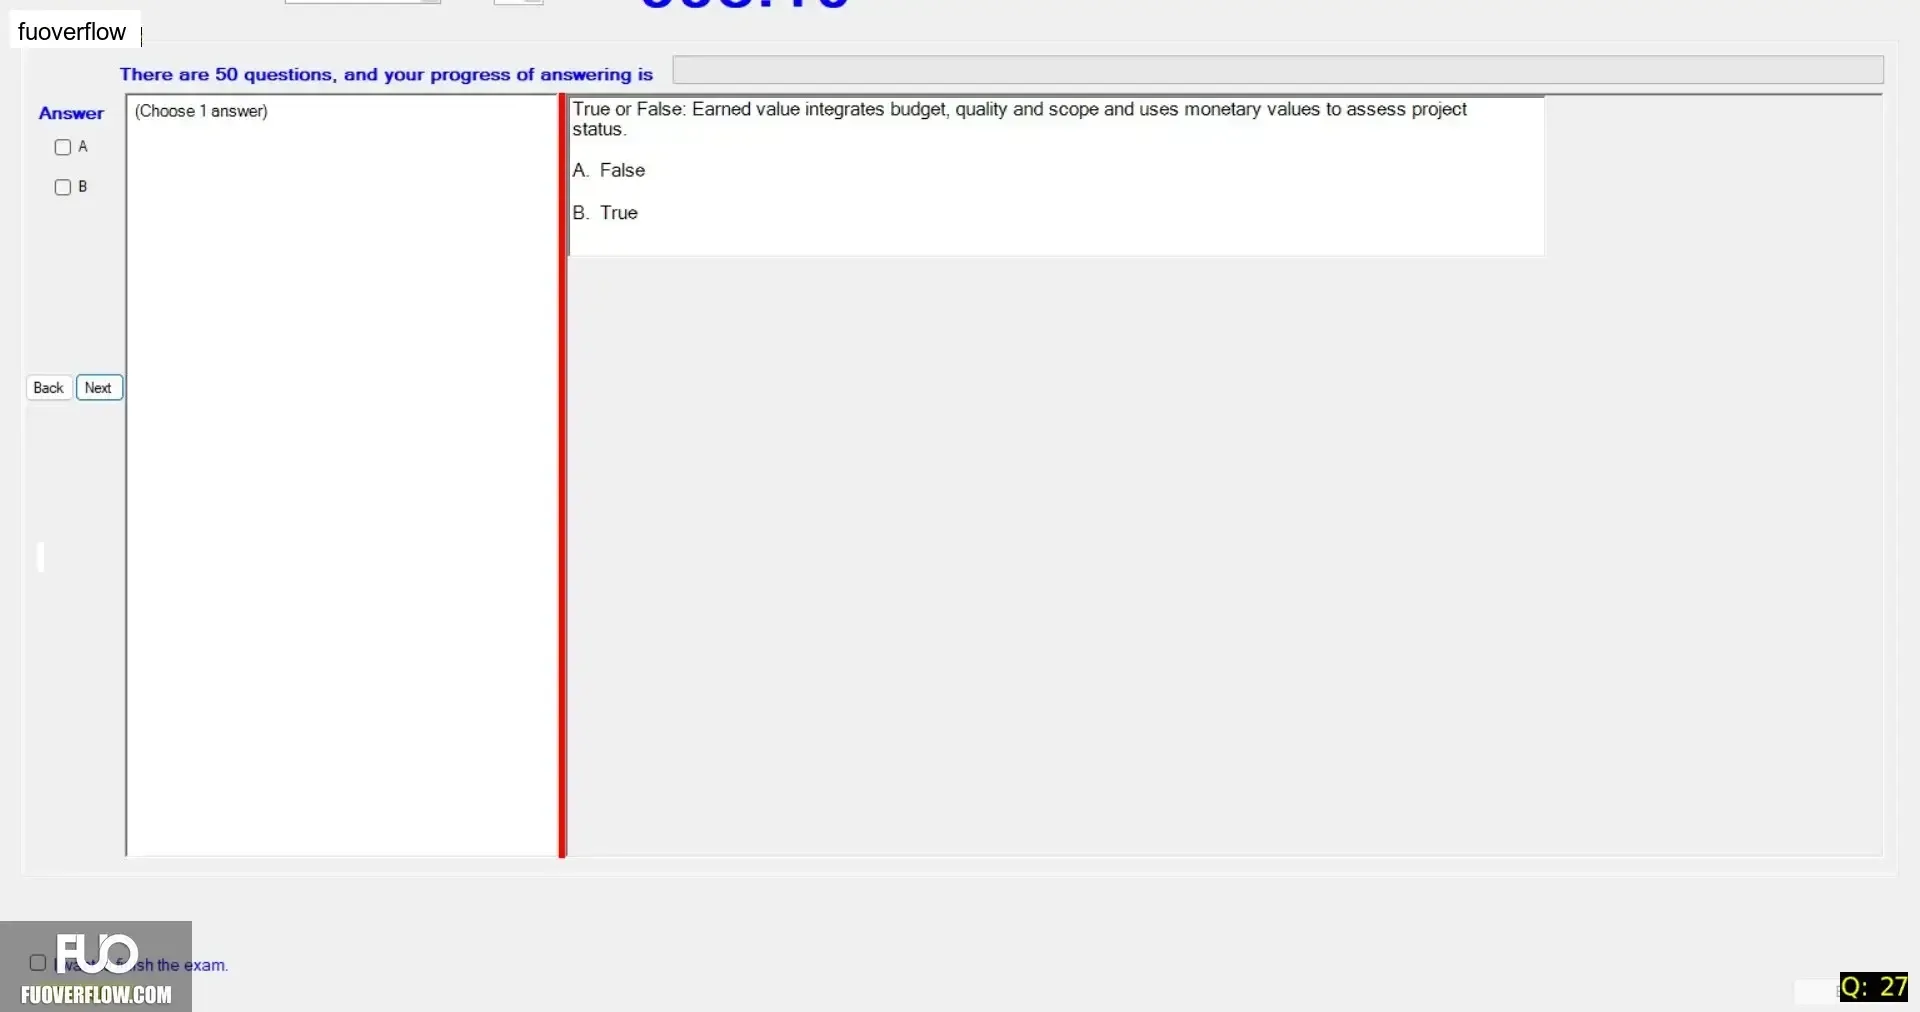 fuoverflow
There are 50 questions, and your progress of answering is
Answer
(Choose 1 answer)
A
B
Back
Next
True or False: Earned value integrates budget, quality and scope and uses monetary values to assess project
status.
A. False
B. True
the exam.
FUO
FUOVERFLOW.COM
Q: 27